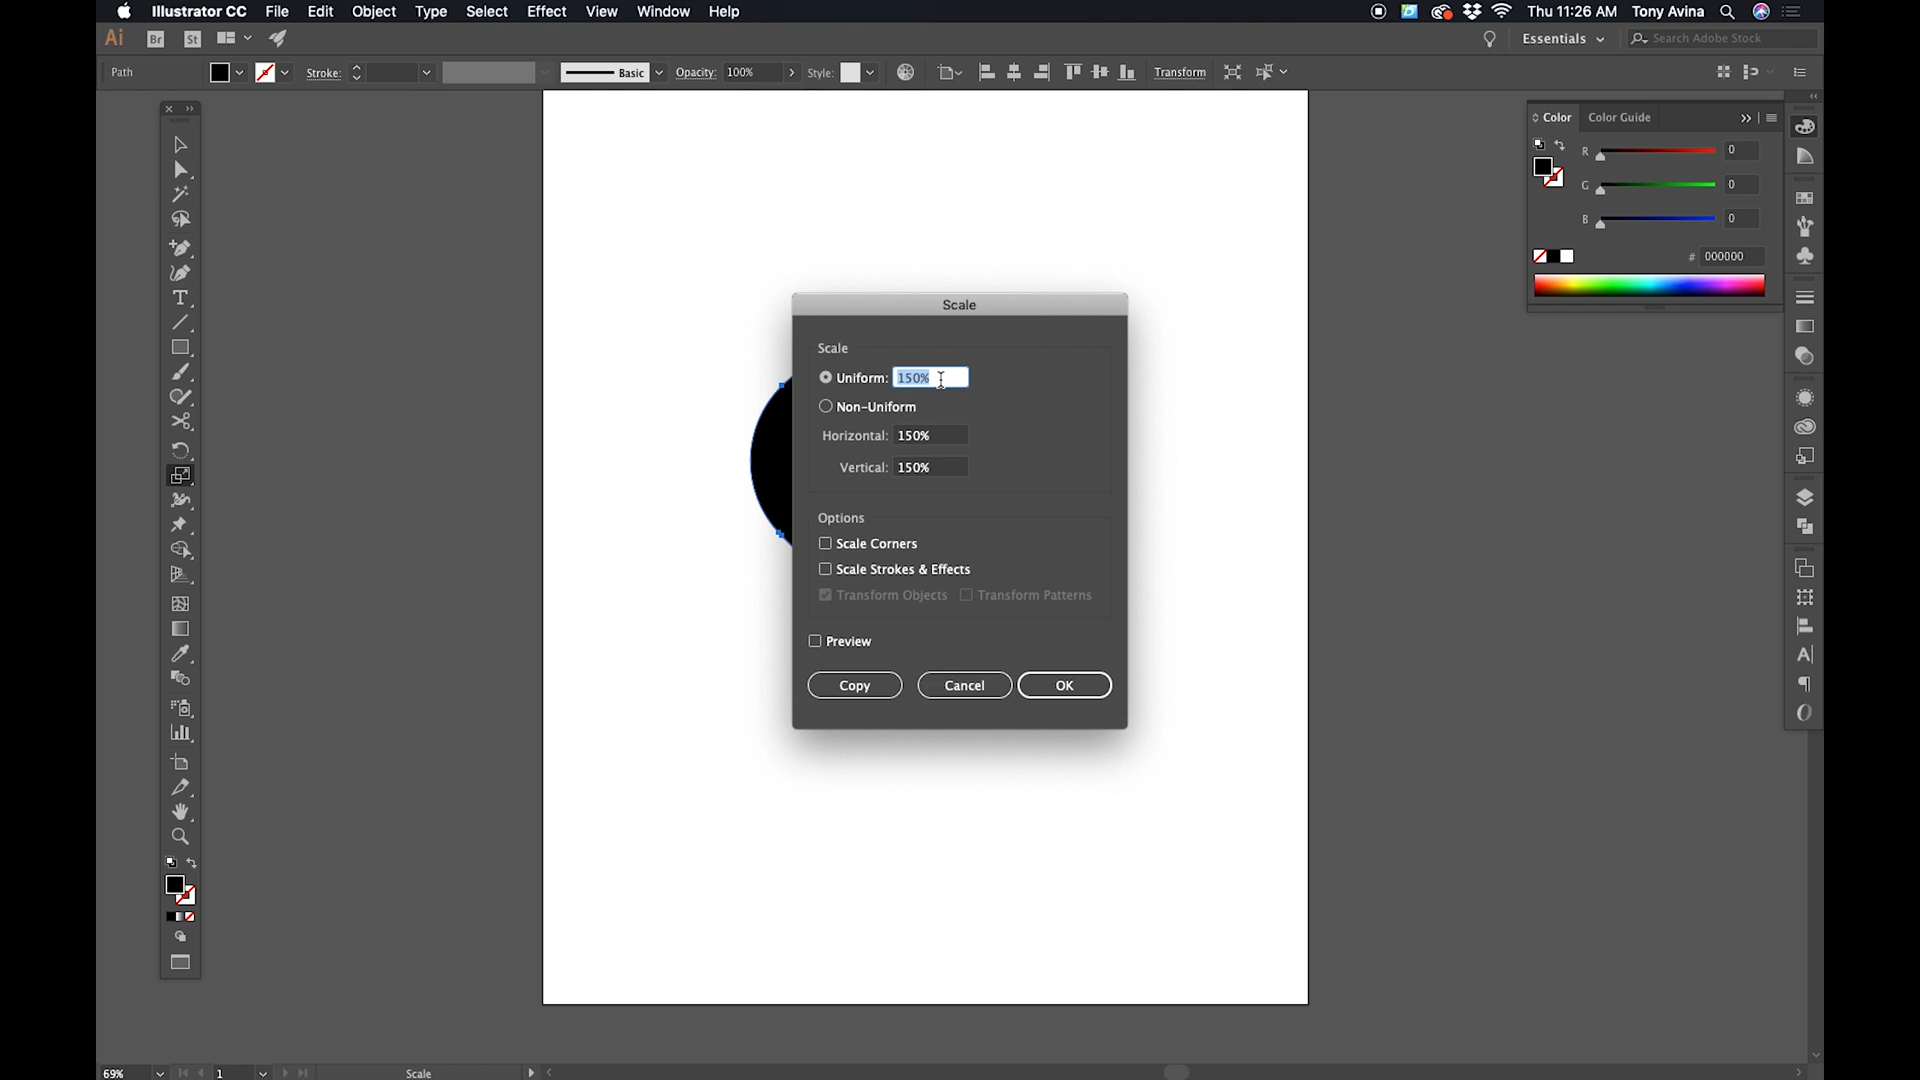 Illustrator CC File Edit Object Type Select Effect View Window Help Thu 11:26 AM Tony Avina
Ai Br St Essentials Search Adobe Stock
Path Stroke: Basic Opacity: 100% Style: Transform
Color Color Guide
R 0
G 0
B 0
# 000000
Scale
Scale
Uniform: 150%
Non-Uniform
Horizontal: 150%
Vertical: 150%
Options
Scale Corners
Scale Strokes & Effects
Transform Objects Transform Patterns
Preview
Copy Cancel OK
69% 1 Scale